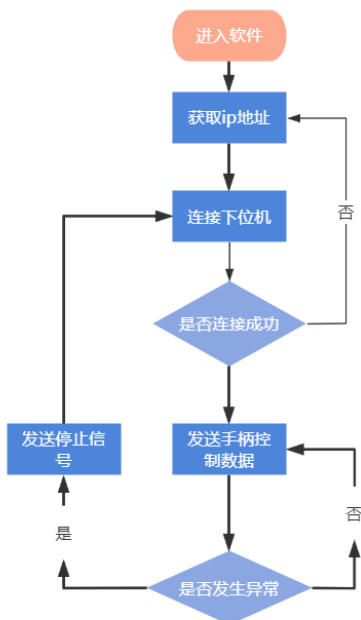 进入软件
获取ip地址
连接下位机
否
是否连接成功
发送停止信
号
发送手柄控
制数据
是
否
是否发生异常